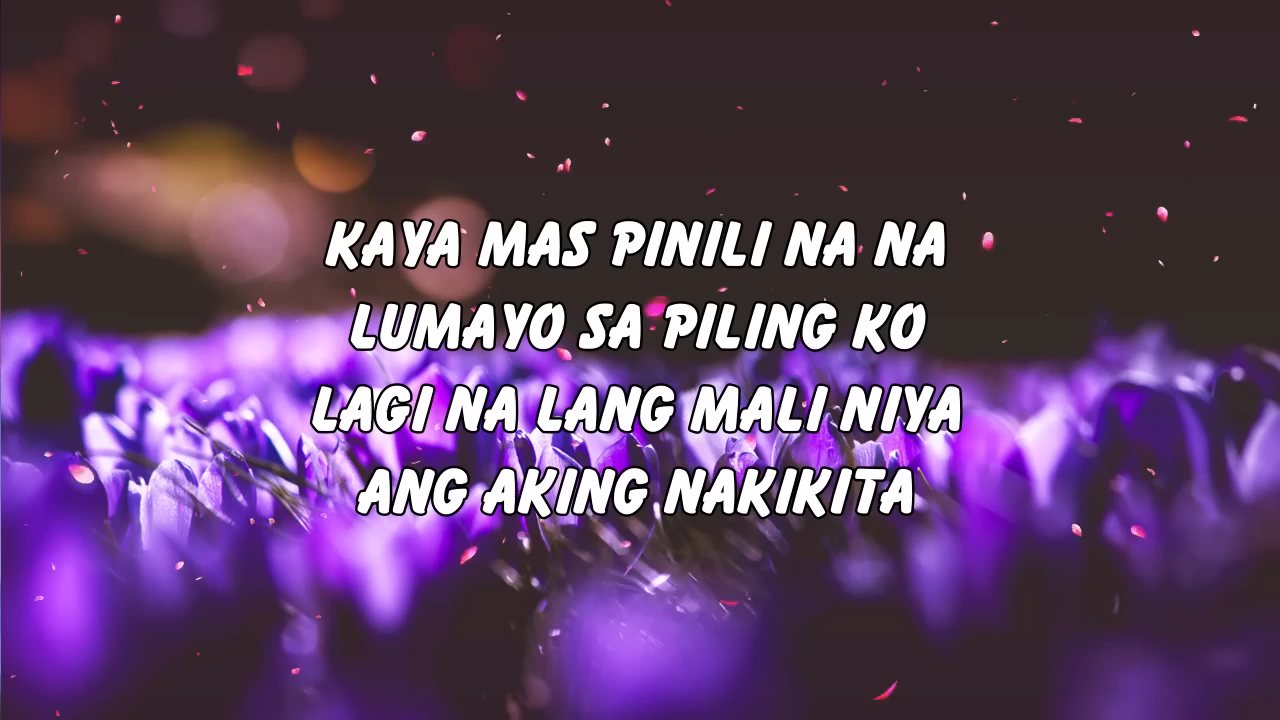 KAYA MAS PINILI NA NA
LUMAYO SA PILING KO
LAGI NA LANG MALI NIYA
ANG AKING NAKIKITA